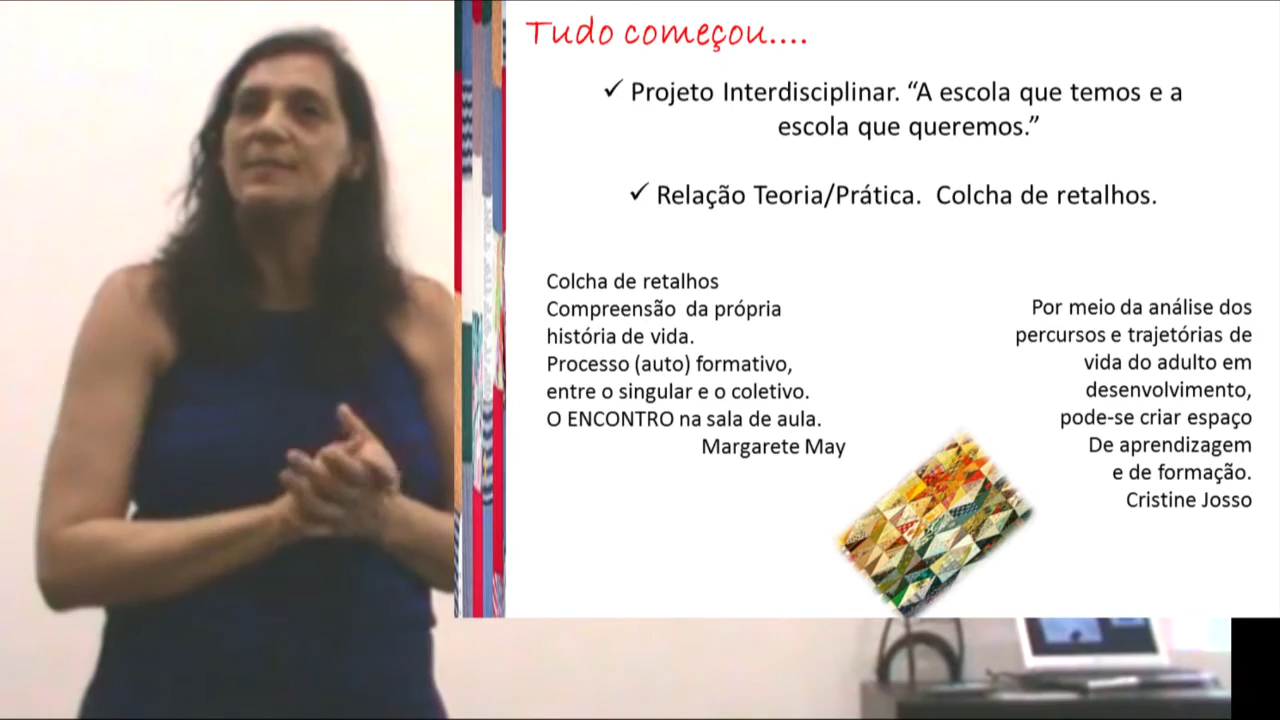 Tudo começou....
✓ Projeto Interdisciplinar. “A escola que temos e a
escola que queremos.”
✓ Relação Teoria/Prática.  Colcha de retalhos.
Colcha de retalhos
Compreensão  da própria
história de vida.
Processo (auto) formativo,
entre o singular e o coletivo.
O ENCONTRO na sala de aula.
Margarete May
Por meio da análise dos
percursos e trajetórias de
vida do adulto em
desenvolvimento,
pode-se criar espaço
De aprendizagem
e de formação.
Cristine Josso